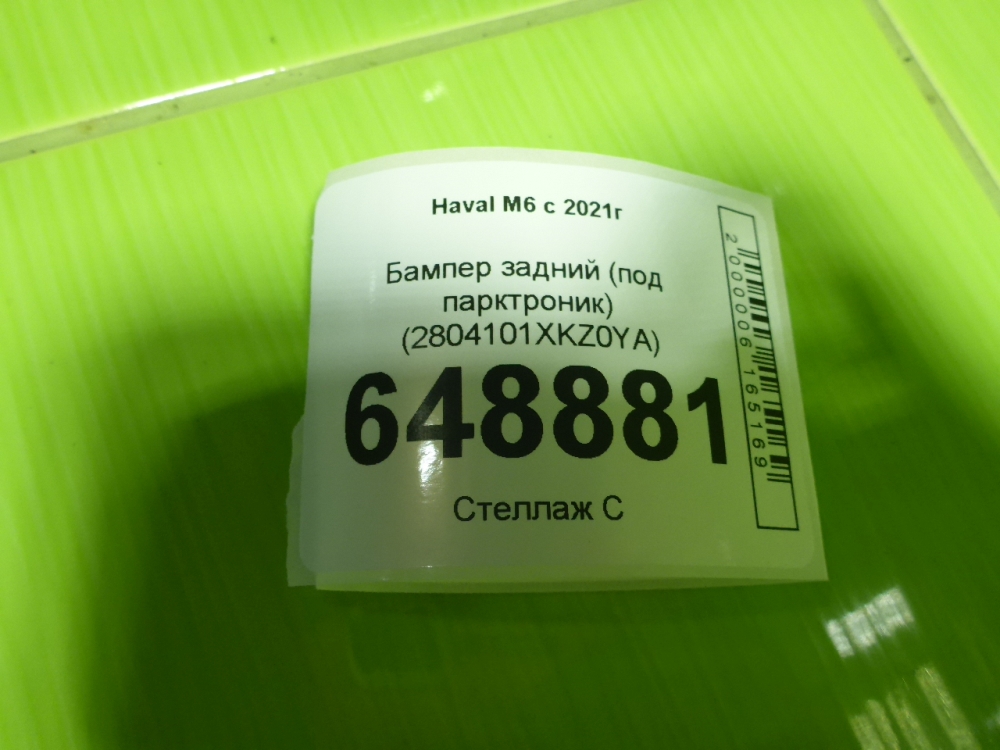 Haval M6 с 2021г
Бампер задний (под
парктроник)
(2804101XKZ0YA)
648881
Стеллаж С
2000006165169